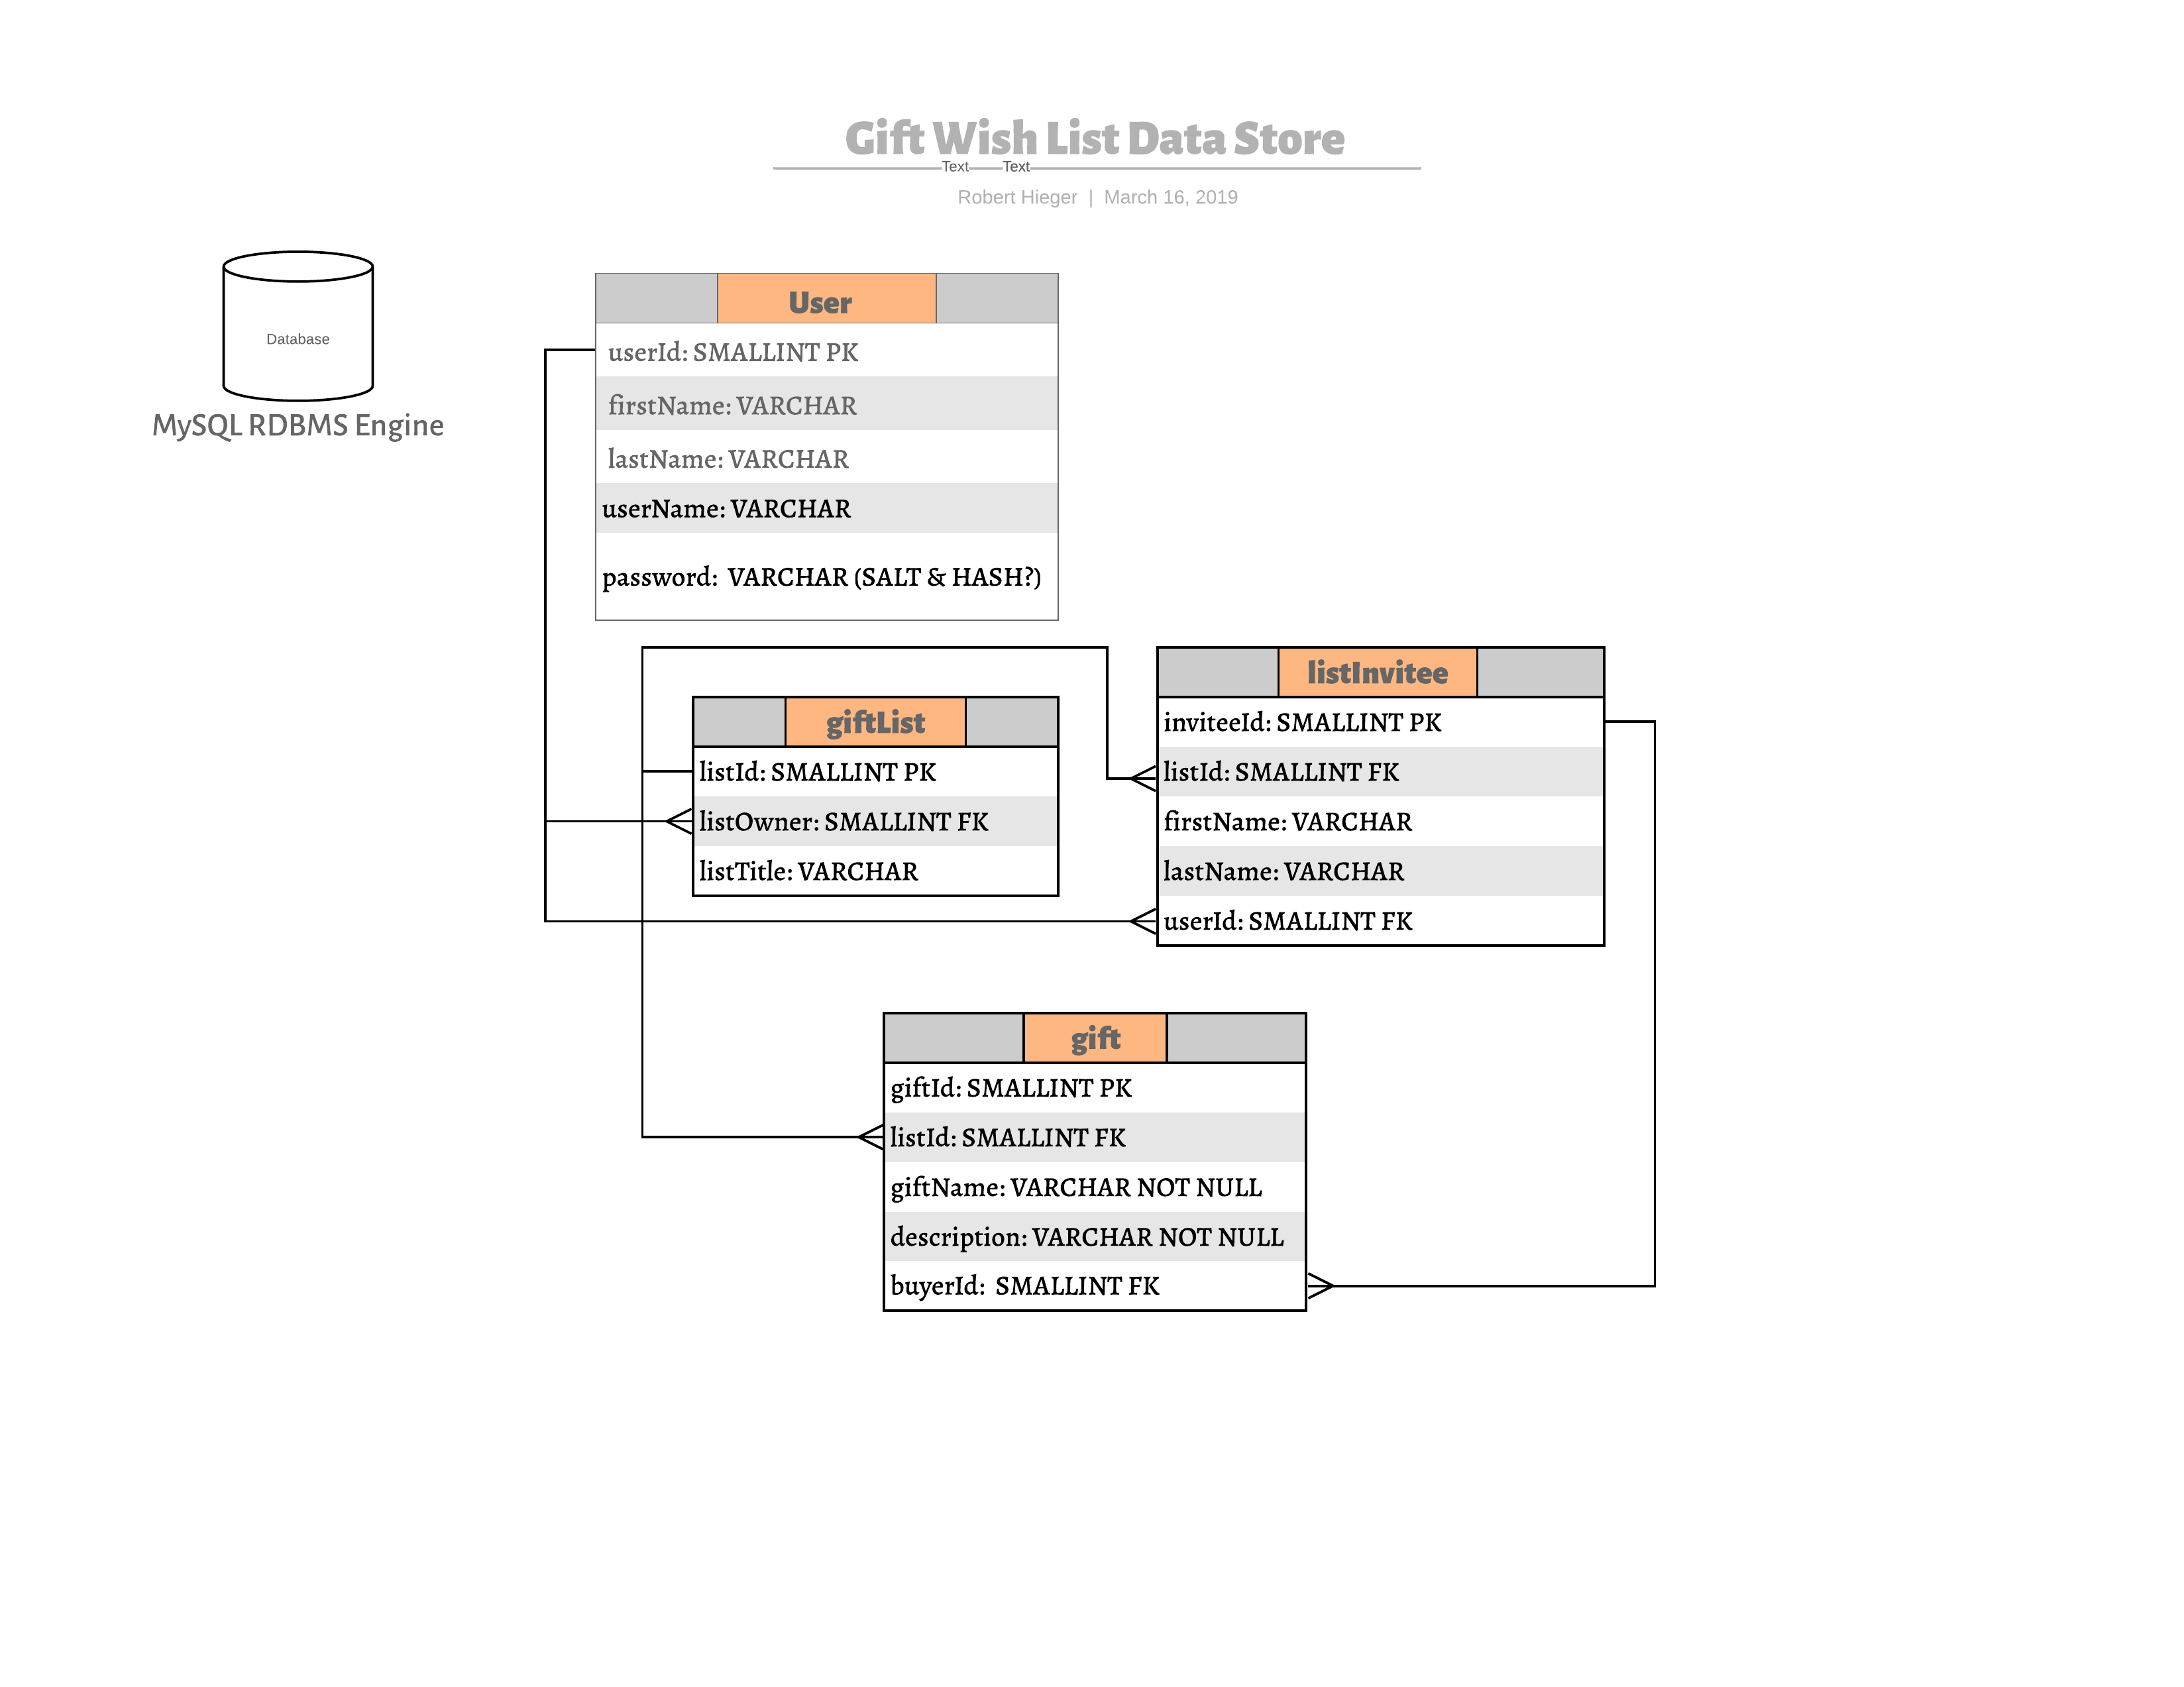 Gift Wish List Data Store
Text Text
Robert Hieger | March 16, 2019
Database
MySQL RDBMS Engine
User
userId: SMALLINT PK
firstName: VARCHAR
lastName: VARCHAR
userName: VARCHAR
password: VARCHAR (SALT & HASH?)
giftList
listId: SMALLINT PK
listOwner: SMALLINT FK
listTitle: VARCHAR
listInvitee
inviteeId: SMALLINT PK
listId: SMALLINT FK
firstName: VARCHAR
lastName: VARCHAR
userId: SMALLINT FK
gift
giftId: SMALLINT PK
listId: SMALLINT FK
giftName: VARCHAR NOT NULL
description: VARCHAR NOT NULL
buyerId: SMALLINT FK